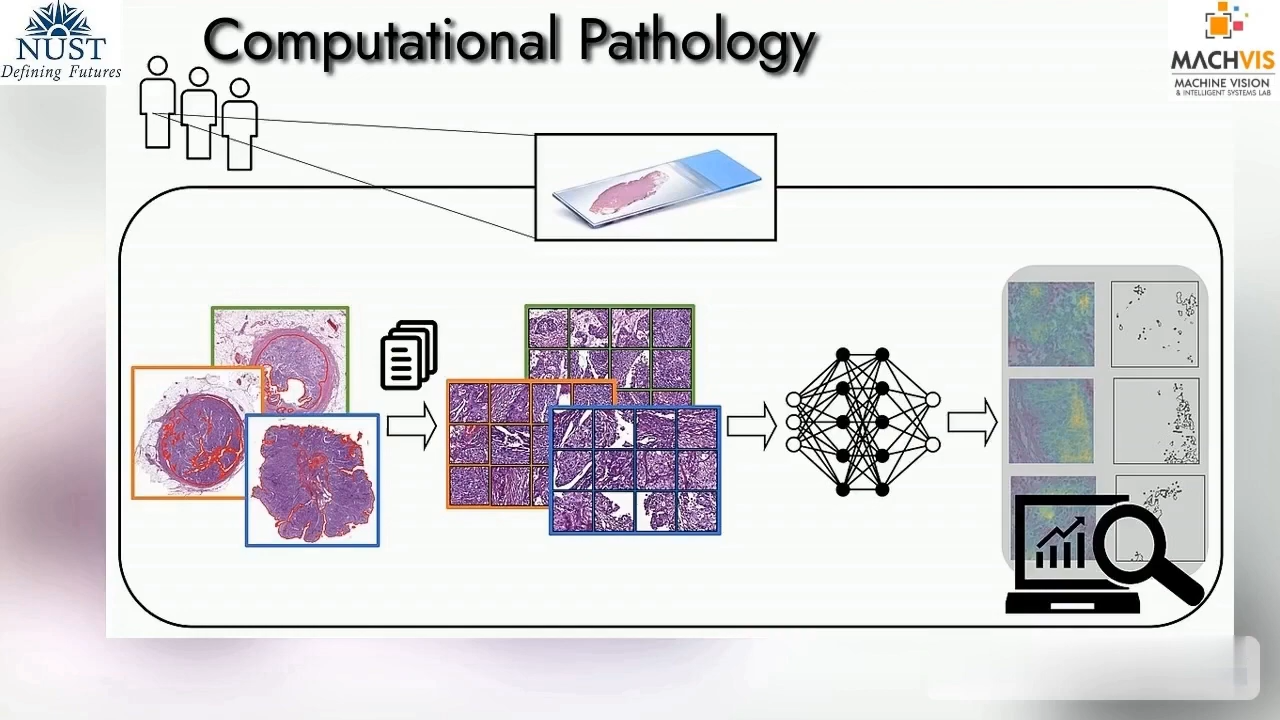 NUST
Defining Futures
Computational Pathology
MACHVIS
MACHINE VISION
& INTELLIGENT SYSTEMS LAB